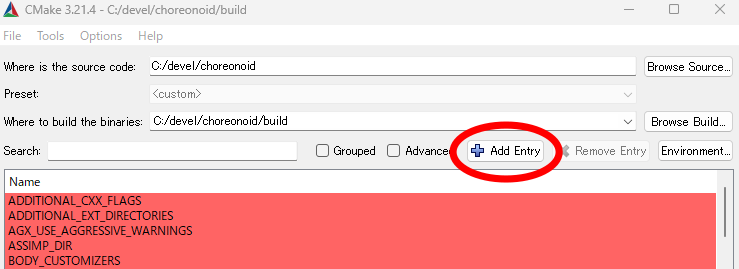 CMake 3.21.4 - C:/devel/choreonoid/build
File Tools Options Help
Where is the source code: C:/devel/choreonoid Browse Source...
Preset: <custom>
Where to build the binaries: C:/devel/choreonoid/build Browse Build...
Search: Grouped Advanced Add Entry Remove Entry Environment...
Name
ADDITIONAL_CXX_FLAGS
ADDITIONAL_EXT_DIRECTORIES
AGX_USE_AGGRESSIVE_WARNINGS
ASSIMP_DIR
BODY_CUSTOMIZERS